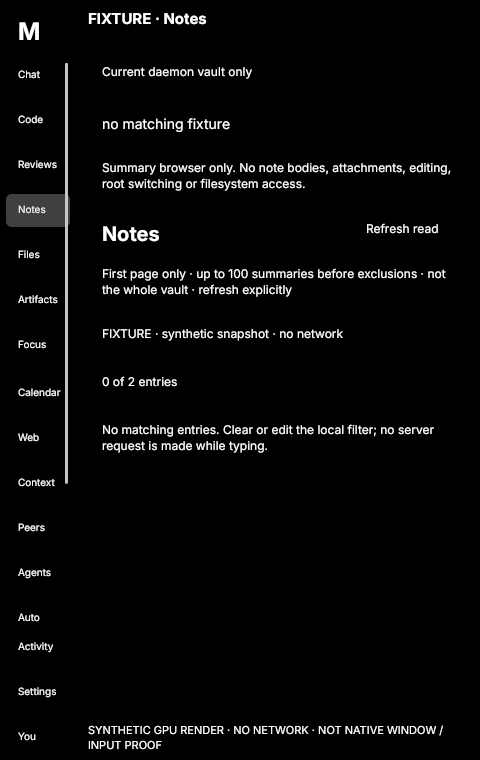 M
FIXTURE · Notes
Chat
Code
Reviews
Notes
Files
Artifacts
Focus
Calendar
Web
Context
Peers
Agents
Auto
Activity
Settings
You
Current daemon vault only
no matching fixture
Summary browser only. No note bodies, attachments, editing,
root switching or filesystem access.
Notes
Refresh read
First page only · up to 100 summaries before exclusions · not
the whole vault · refresh explicitly
FIXTURE · synthetic snapshot · no network
0 of 2 entries
No matching entries. Clear or edit the local filter; no server
request is made while typing.
SYNTHETIC GPU RENDER · NO NETWORK · NOT NATIVE WINDOW /
INPUT PROOF